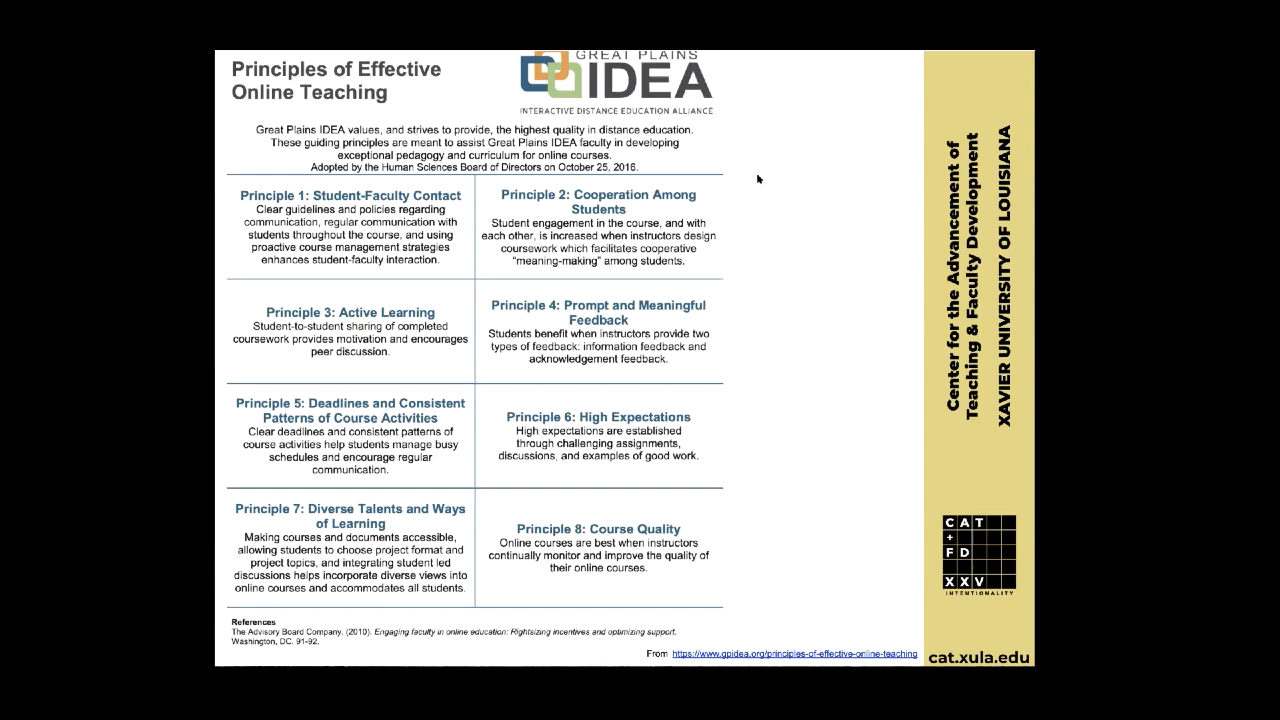 Principles of Effective
Online Teaching
GREAT PLAINS
IDEA
INTERACTIVE DISTANCE EDUCATION ALLIANCE
Great Plains IDEA values, and strives to provide, the highest quality in distance education.
These guiding principles are meant to assist Great Plains IDEA faculty in developing
exceptional pedagogy and curriculum for online courses.
Adopted by the Human Sciences Board of Directors on October 25, 2016.
Principle 1: Student-Faculty Contact
Clear guidelines and policies regarding
communication, regular communication with
students throughout the course, and using
proactive course management strategies
enhances student-faculty interaction.
Principle 2: Cooperation Among
Students
Student engagement in the course, and with
each other, is increased when instructors design
coursework which facilitates cooperative
“meaning-making” among students.
Principle 3: Active Learning
Student-to-student sharing of completed
coursework provides motivation and encourages
peer discussion.
Principle 4: Prompt and Meaningful
Feedback
Students benefit when instructors provide two
types of feedback: information feedback and
acknowledgement feedback.
Principle 5: Deadlines and Consistent
Patterns of Course Activities
Clear deadlines and consistent patterns of
course activities help students manage busy
schedules and encourage regular
communication.
Principle 6: High Expectations
High expectations are established
through challenging assignments,
discussions, and examples of good work.
Principle 7: Diverse Talents and Ways
of Learning
Making courses and documents accessible,
allowing students to choose project format and
project topics, and integrating student led
discussions helps incorporate diverse views into
online courses and accommodates all students.
Principle 8: Course Quality
Online courses are best when instructors
continually monitor and improve the quality of
their online courses.
References
The Advisory Board Company. (2010). Engaging faculty in online education: Rightsizing incentives and optimizing support.
Washington, DC. 91-92.
From https://www.gpidea.org/principles-of-effective-online-teaching
Center for the Advancement of
Teaching & Faculty Development
XAVIER UNIVERSITY OF LOUISIANA
CAT
+
FD
XXV
INTENTIONALITY
cat.xula.edu